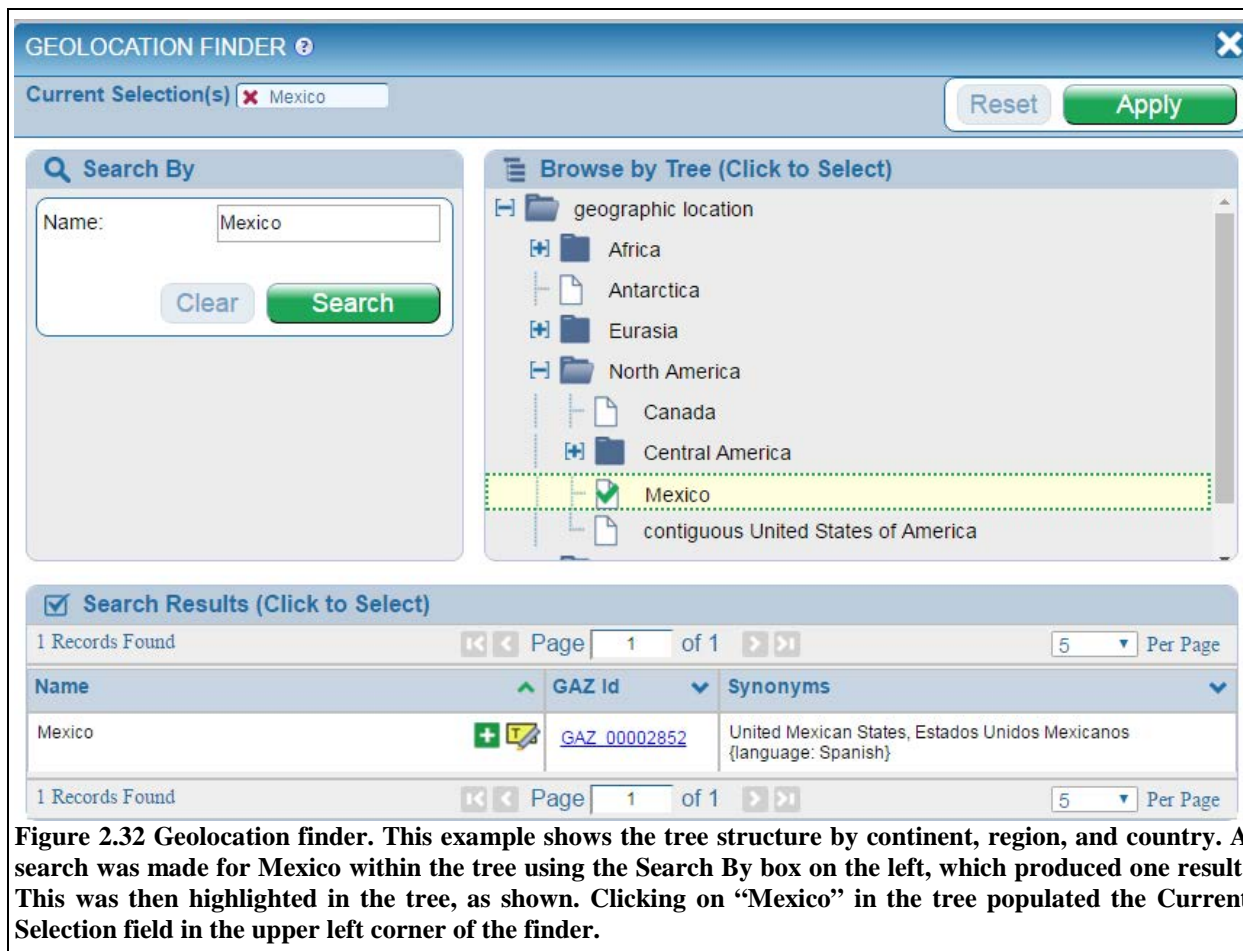 GEOLOCATION FINDER ?
Current Selection(s) Mexico
Reset Apply
Search By
Name: Mexico
Clear Search
Browse by Tree (Click to Select)
geographic location
Africa
Antarctica
Eurasia
North America
Canada
Central America
Mexico
contiguous United States of America
Search Results (Click to Select)
1 Records Found Page 1 of 1 5 Per Page
Name GAZ Id Synonyms
Mexico T GAZ_00002852 United Mexican States, Estados Unidos Mexicanos
{language: Spanish}
1 Records Found Page 1 of 1 5 Per Page
Figure 2.32 Geolocation finder. This example shows the tree structure by continent, region, and country. A
search was made for Mexico within the tree using the Search By box on the left, which produced one result
This was then highlighted in the tree, as shown. Clicking on “Mexico” in the tree populated the Current
Selection field in the upper left corner of the finder.